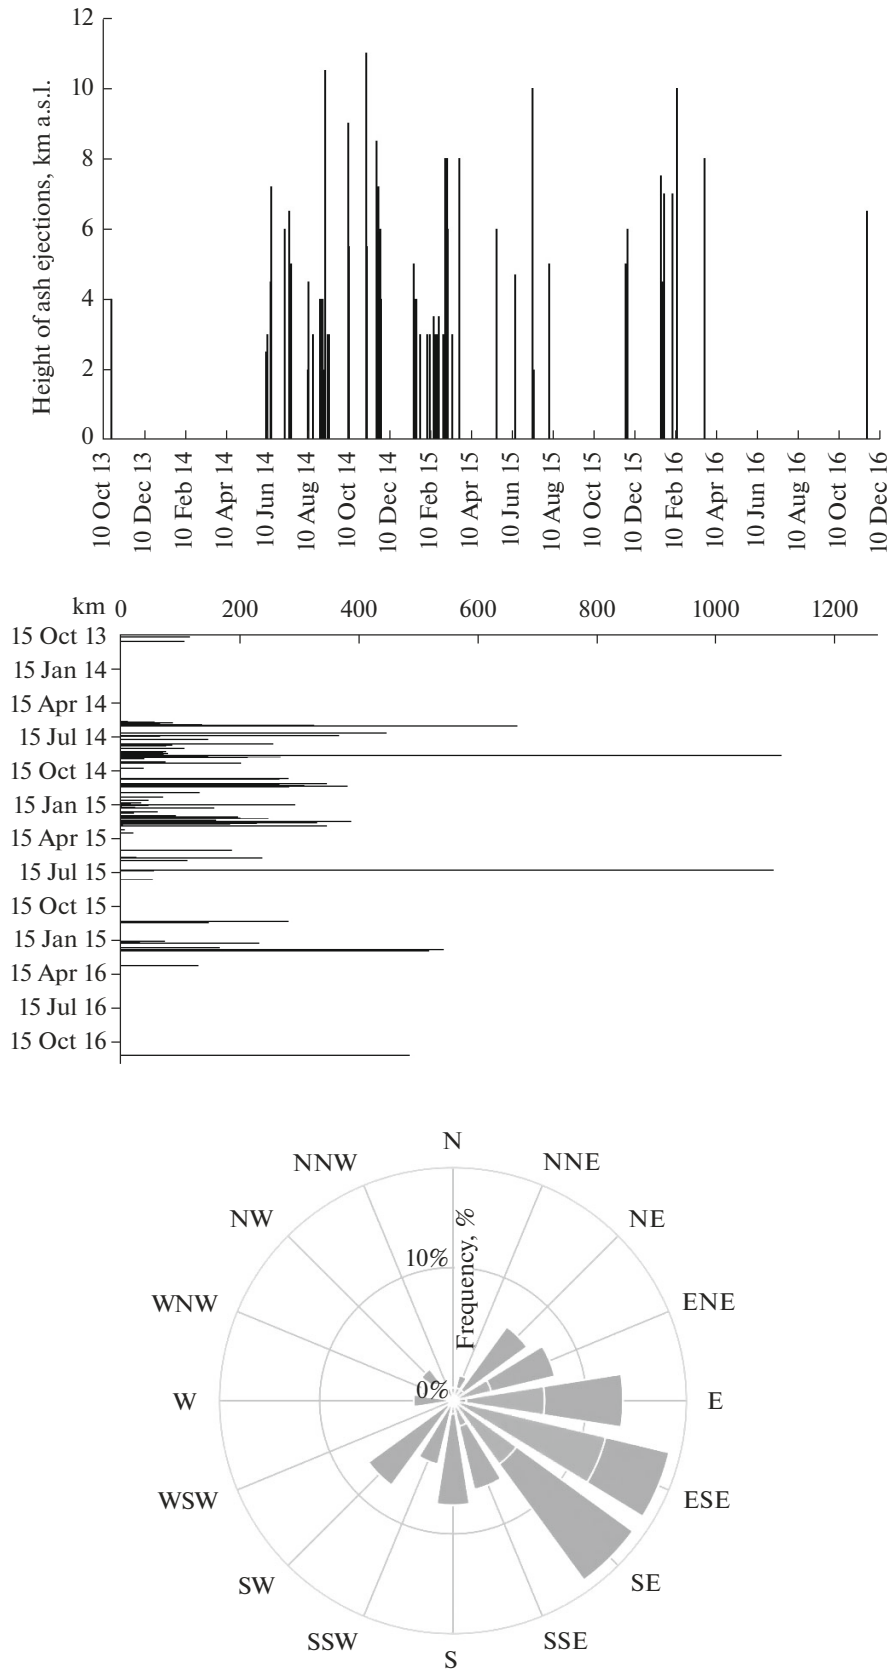 12
10
8
6
4
2
0
Height of ash ejections, km a.s.l.
10 Oct 13
10 Dec 13
10 Feb 14
10 Apr 14
10 Jun 14
10 Aug 14
10 Oct 14
10 Dec 14
10 Feb 15
10 Apr 15
10 Jun 15
10 Aug 15
10 Oct 15
10 Dec 15
10 Feb 16
10 Apr 16
10 Jun 16
10 Aug 16
10 Oct 16
10 Dec 16
km 0 200 400 600 800 1000 1200
15 Oct 13
15 Jan 14
15 Apr 14
15 Jul 14
15 Oct 14
15 Jan 15
15 Apr 15
15 Jul 15
15 Oct 15
15 Jan 15
15 Apr 16
15 Jul 16
15 Oct 16
N
NNW NNE
NW NE
Frequency, %
10%
WNW ENE
0%
W E
WSW ESE
SW SE
SSW SSE
S